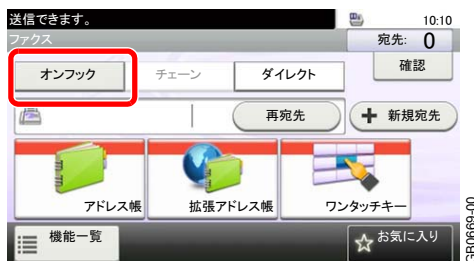 送信できます。
10:10
ファクス
宛先: 0
オンフック
チェーン
ダイレクト
確認
再宛先
新規宛先
アドレス帳
拡張アドレス帳
ワンタッチキー
機能一覧
お気に入り
GB0669-00